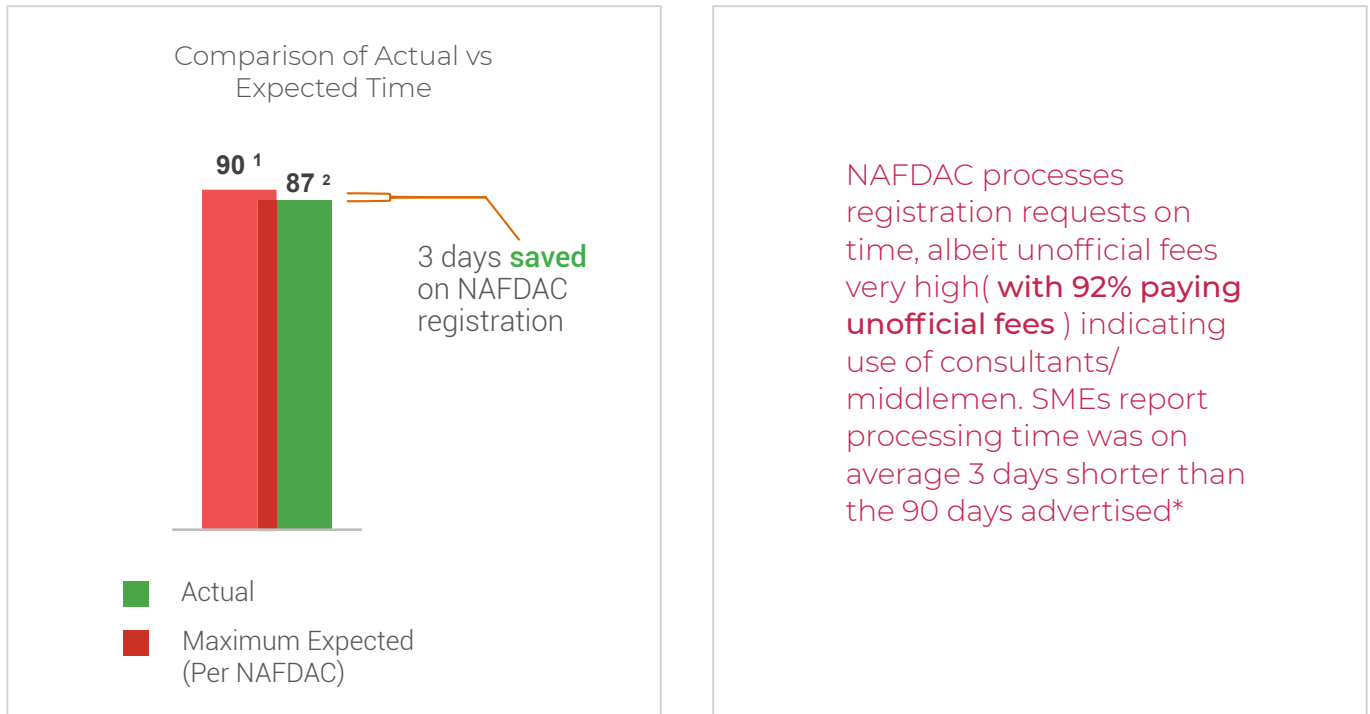 Comparison of Actual vs
Expected Time
90 ¹
87 ²
3 days saved
on NAFDAC
registration
Actual
Maximum Expected
(Per NAFDAC)
NAFDAC processes
registration requests on
time, albeit unofficial fees
very high( with 92% paying
unofficial fees ) indicating
use of consultants/
middlemen. SMEs report
processing time was on
average 3 days shorter than
the 90 days advertised*